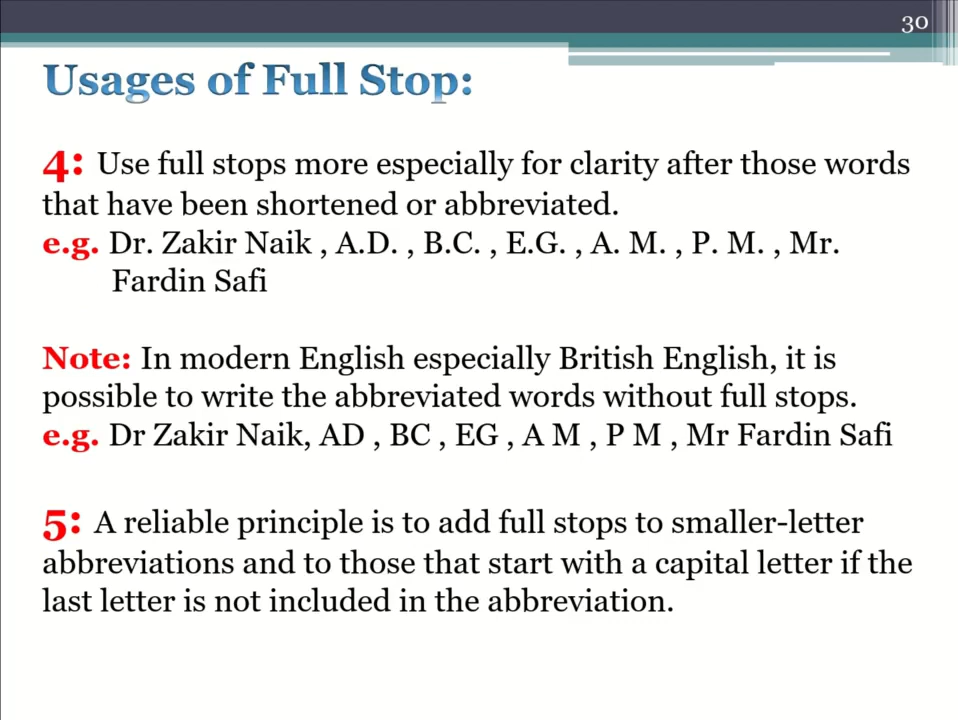 30
Usages of Full Stop:
4: Use full stops more especially for clarity after those words
that have been shortened or abbreviated.
e.g. Dr. Zakir Naik , A.D. , B.C. , E.G. , A. M. , P. M. , Mr.
Fardin Safi
Note: In modern English especially British English, it is
possible to write the abbreviated words without full stops.
e.g. Dr Zakir Naik, AD , BC , EG , A M , P M , Mr Fardin Safi
5: A reliable principle is to add full stops to smaller-letter
abbreviations and to those that start with a capital letter if the
last letter is not included in the abbreviation.